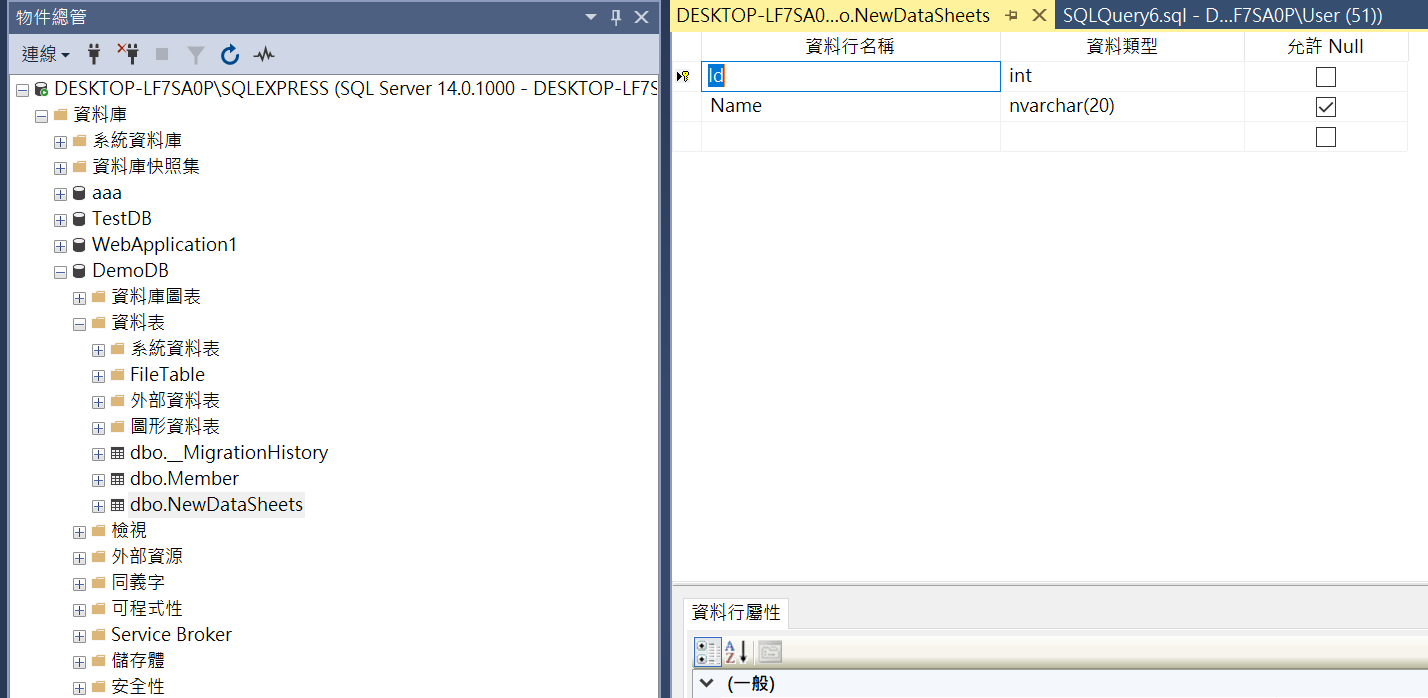 物件總管
連線
DESKTOP-LF7SA0P\SQLEXPRESS (SQL Server 14.0.1000 - DESKTOP-LF7S
資料庫
系統資料庫
資料庫快照集
aaa
TestDB
WebApplication1
DemoDB
資料庫圖表
資料表
系統資料表
FileTable
外部資料表
圖形資料表
dbo.__MigrationHistory
dbo.Member
dbo.NewDataSheets
檢視
外部資源
同義字
可程式性
Service Broker
儲存體
安全性
DESKTOP-LF7SA0...o.NewDataSheets
SQLQuery6.sql - D...F7SA0P\User (51))
資料行名稱 資料類型 允許 Null
Id int
Name nvarchar(20)
資料行屬性
(一般)